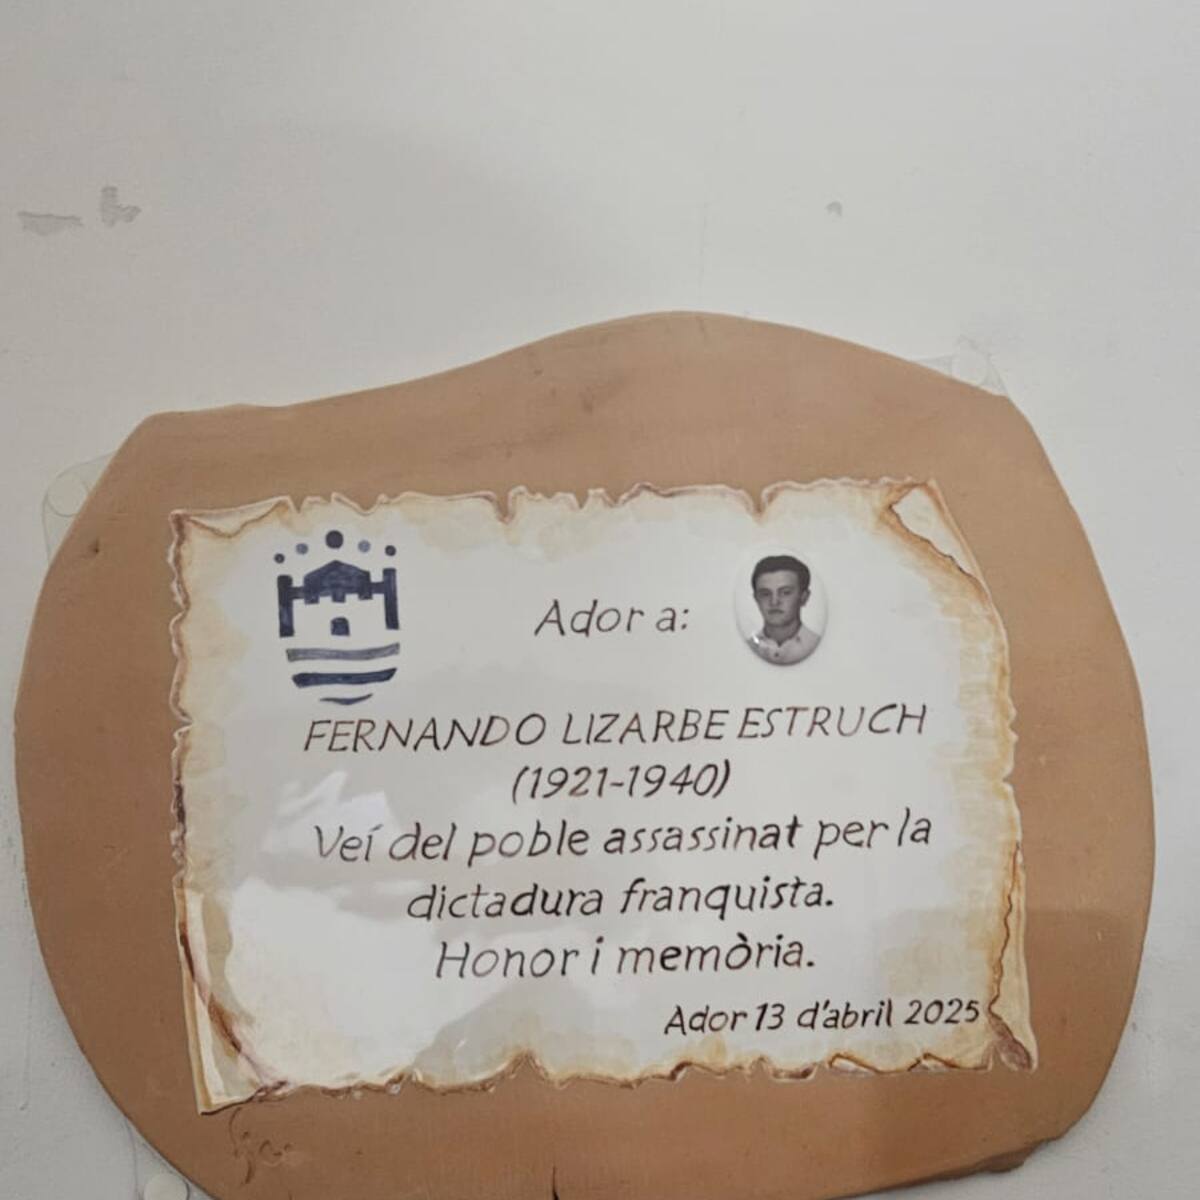 Ador a:
FERNANDO LIZARBE ESTRUCH
(1921-1940)
Veí del poble assassinat per la
dictadura franquista.
Honor i memòria.
Ador 13 d'abril 2025